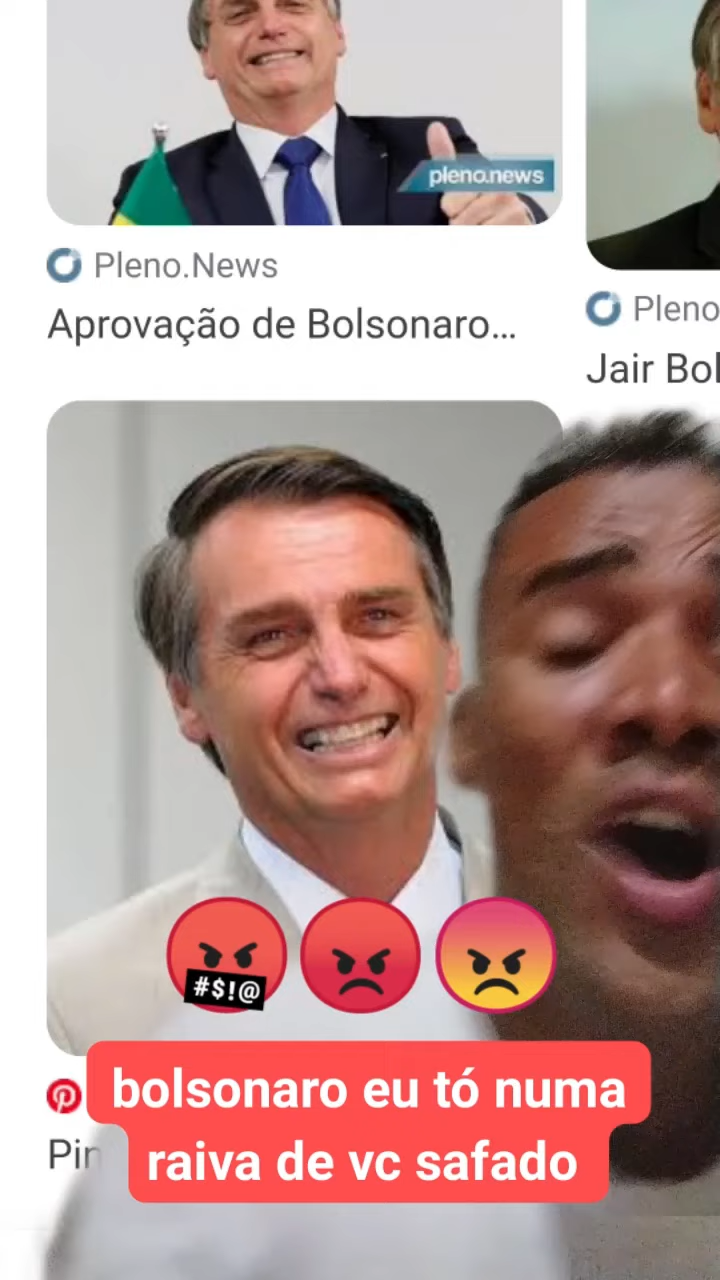 pleno.news
Pleno.News
Aprovação de Bolsonaro...
Pleno
Jair Bol
#$!@
bolsonaro eu tó numa
raiva de vc safado
Pin